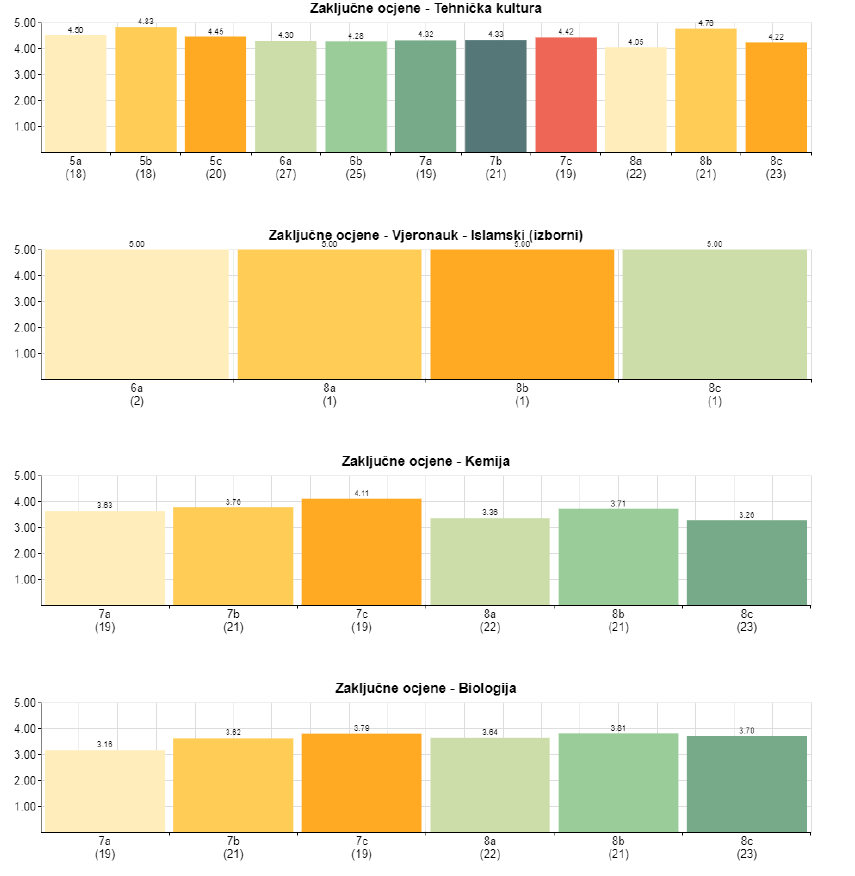 Zaključne ocjene - Tehnička kultura
5.00
4.00
3.00
2.00
1.00
4.50 4.83 4.45 4.30 4.28 4.32 4.33 4.42 4.05 4.76 4.22
5a 5b 5c 6a 6b 7a 7b 7c 8a 8b 8c
(18) (18) (20) (27) (25) (19) (21) (19) (22) (21) (23)
Zaključne ocjene - Vjeronauk - Islamski (izborni)
5.00
4.00
3.00
2.00
1.00
5.00 5.00 5.00 5.00
6a 8a 8b 8c
(2) (1) (1) (1)
Zaključne ocjene - Kemija
5.00
4.00
3.00
2.00
1.00
3.63 3.76 4.11 3.36 3.71
7a 7b 7c 8a 8b 8c
(19) (21) (19) (22) (21) (23)
Zaključne ocjene - Biologija
5.00
4.00
3.00
2.00
1.00
3.16 3.62 3.79 3.64 3.81 3.70
7a 7b 7c 8a 8b 8c
(19) (21) (19) (22) (21) (23)